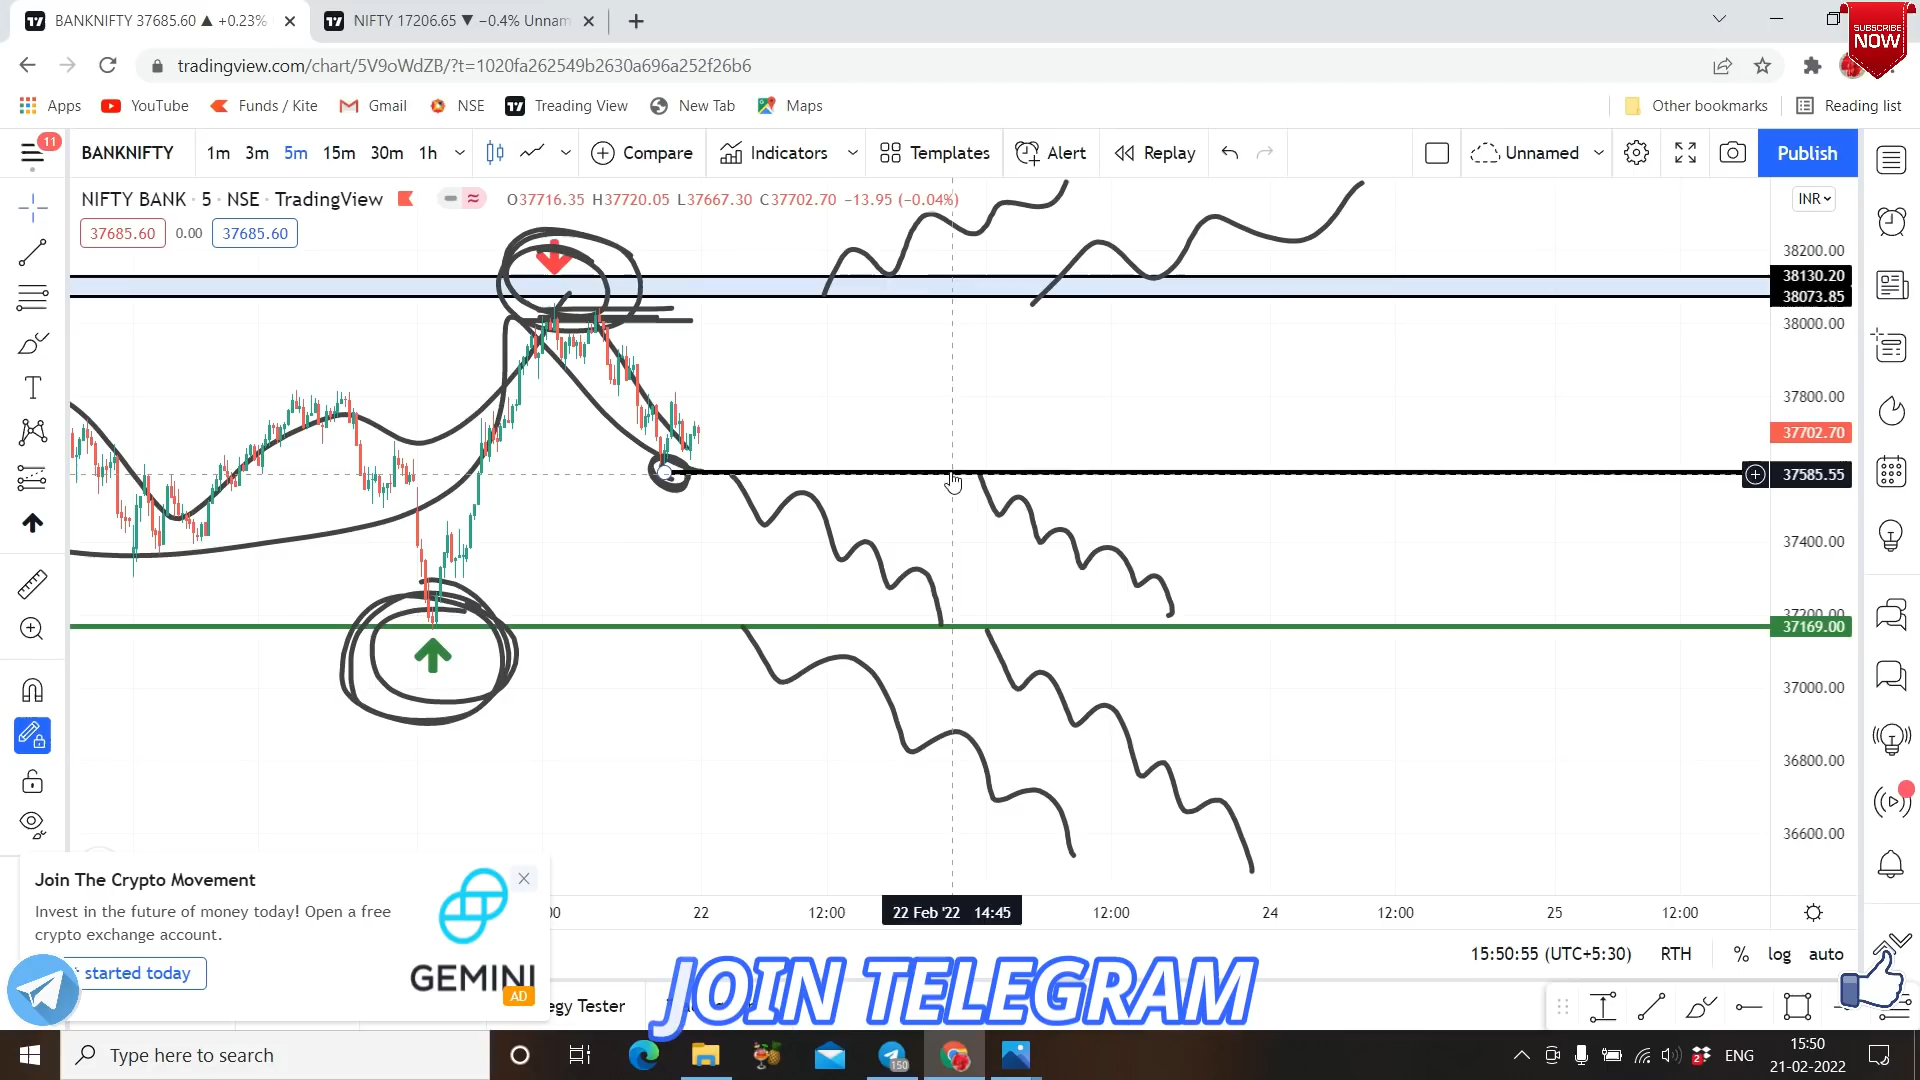 BANKNIFTY 37685.60 ▲ +0.23%
NIFTY 17206.65 ▼ −0.4% Unnam
SUBSCRIBE
NOW
tradingview.com/chart/5V9oWdZB/?t=1020fa262549b2630a696a252f26b6
Apps
YouTube
Funds / Kite
Gmail
NSE
Treading View
New Tab
Maps
Other bookmarks
Reading list
11
BANKNIFTY
1m 3m 5m 15m 30m 1h
Compare
Indicators
Templates
Alert
Replay
Unnamed
Publish
NIFTY BANK · 5 · NSE · TradingView
O37716.35 H37720.05 L37667.30 C37702.70 −13.95 (−0.04%)
INR
37685.60 0.00 37685.60
38200.00
38130.20
38073.85
38000.00
37800.00
37702.70
37585.55
37400.00
37200.00
37169.00
37000.00
36800.00
36600.00
Join The Crypto Movement
Invest in the future of money today! Open a free
crypto exchange account.
started today
GEMINI
AD
:00 22 12:00 22 Feb '22 14:45 12:00 24 12:00 25 12:00
15:50:55 (UTC+5:30) RTH % log auto
egy Tester
JOIN TELEGRAM
Type here to search
150
2
ENG
15:50
21-02-2022